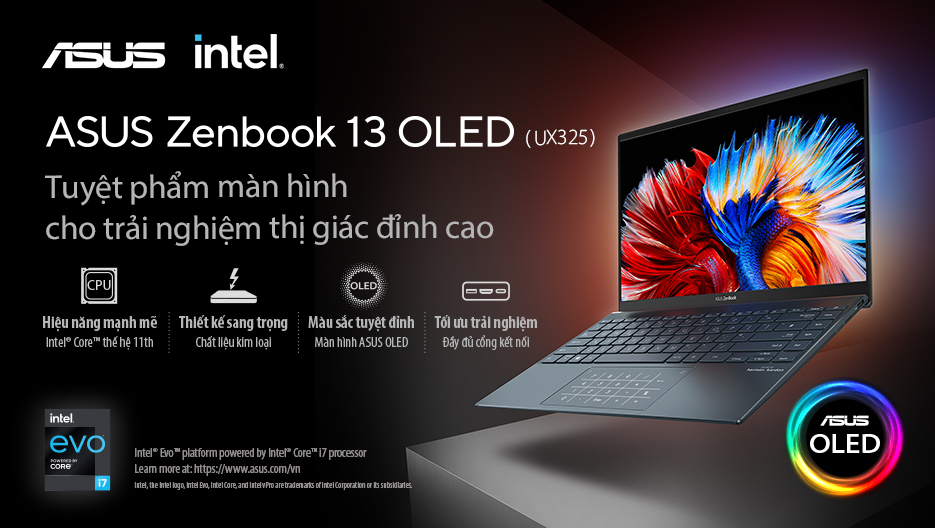 ASUS intel.
ASUS Zenbook 13 OLED (UX325)
Tuyệt phẩm màn hình
cho trải nghiệm thị giác đỉnh cao
CPU
OLED
Hiệu năng mạnh mẽ
Intel® Core™ thế hệ 11th
Thiết kế sang trọng
Chất liệu kim loại
Màu sắc tuyệt đỉnh
Màn hình ASUS OLED
Tối ưu trải nghiệm
Đầy đủ cổng kết nối
ASUS ZenBook
harman kardon
intel.
evo
POWERED BY
CORE
i7
Intel® Evo™ platform powered by Intel® Core™ i7 processor
Learn more at: https://www.asus.com/vn
Intel, the Intel logo, Intel Evo, Intel Core, and Intel vPro are trademarks of Intel Corporation or its subsidiaries.
ASUS
OLED